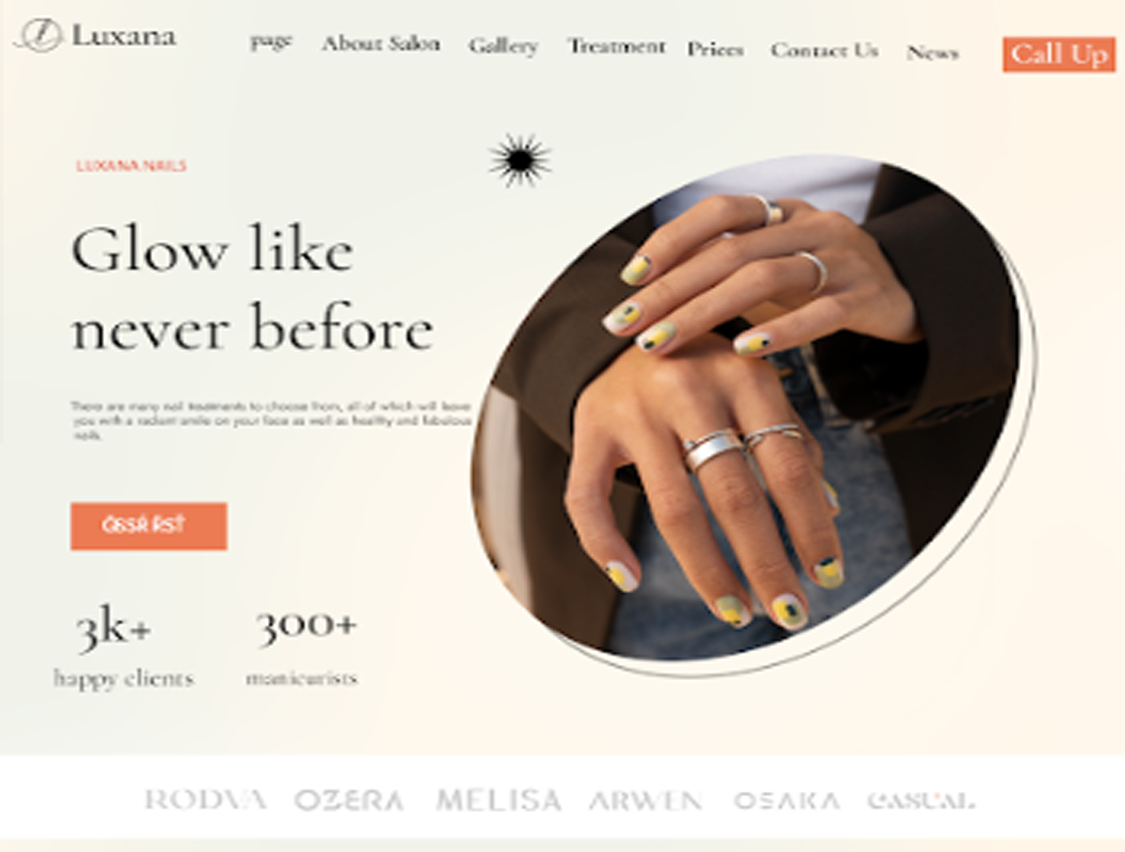 Luxana
page About Salon Gallery Treatment Prices Contact Us News Call Up
LUXANA NAILS
Glow like
never before
There are many nail treatments to choose from, all of which will leave
you with a radiant smile on your face as well as healthy and fabulous
nails.
3k+ 300+
happy clients manicurists
RODVA OZERA MELISA ARWEN OSAKA CASUAL